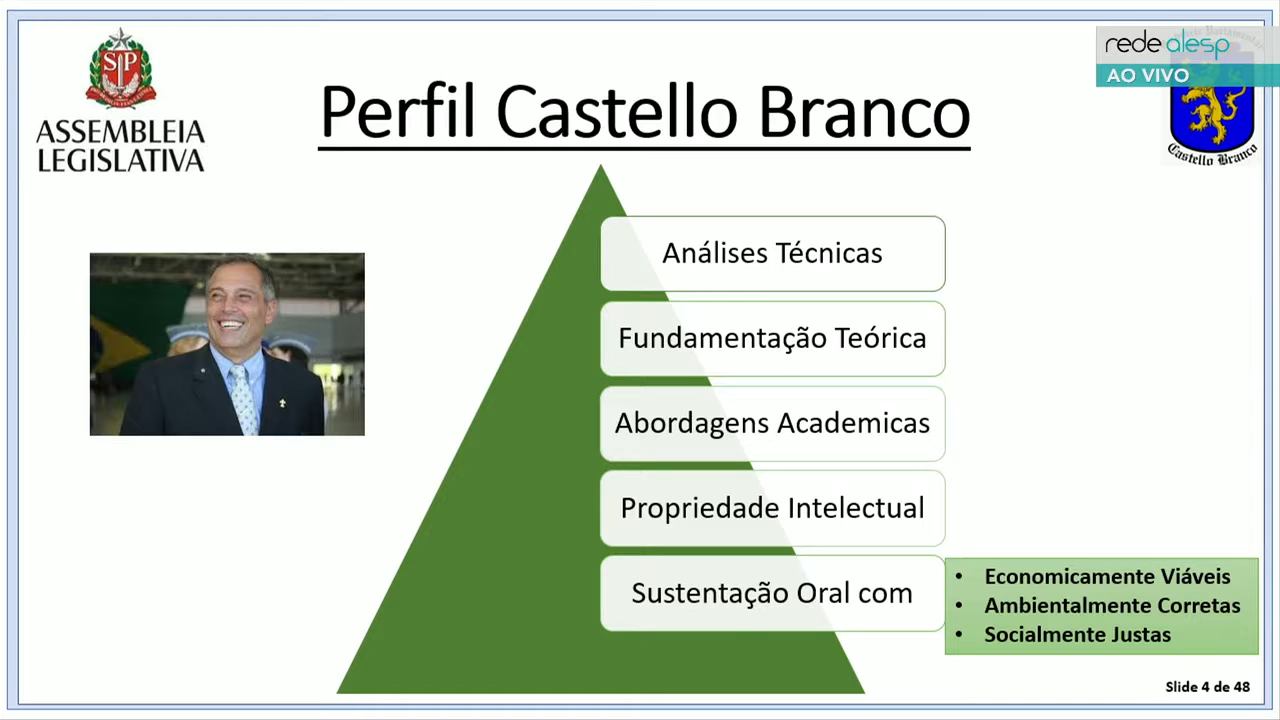 rede alesp
AO VIVO
SP
ASSEMBLEIA
LEGISLATIVA
Perfil Castello Branco
Castello Branco
Análises Técnicas
Fundamentação Teórica
Abordagens Academicas
Propriedade Intelectual
Sustentação Oral com
• Economicamente Viáveis
• Ambientalmente Corretas
• Socialmente Justas
Slide 4 de 48